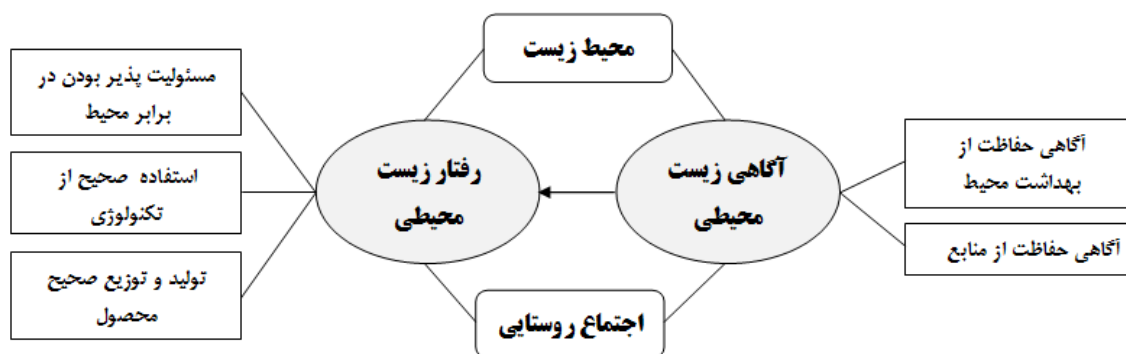 محیط زیست
آگاهی حفاظت از
بهداشت محیط
آگاهی حفاظت از منابع
آگاهی زیست
محیطی
رفتار زیست
محیطی
مسئولیت پذیر بودن در
برابر محیط
استفاده صحیح از
تکنولوژی
تولید و توزیع صحیح
محصول
اجتماع روستایی